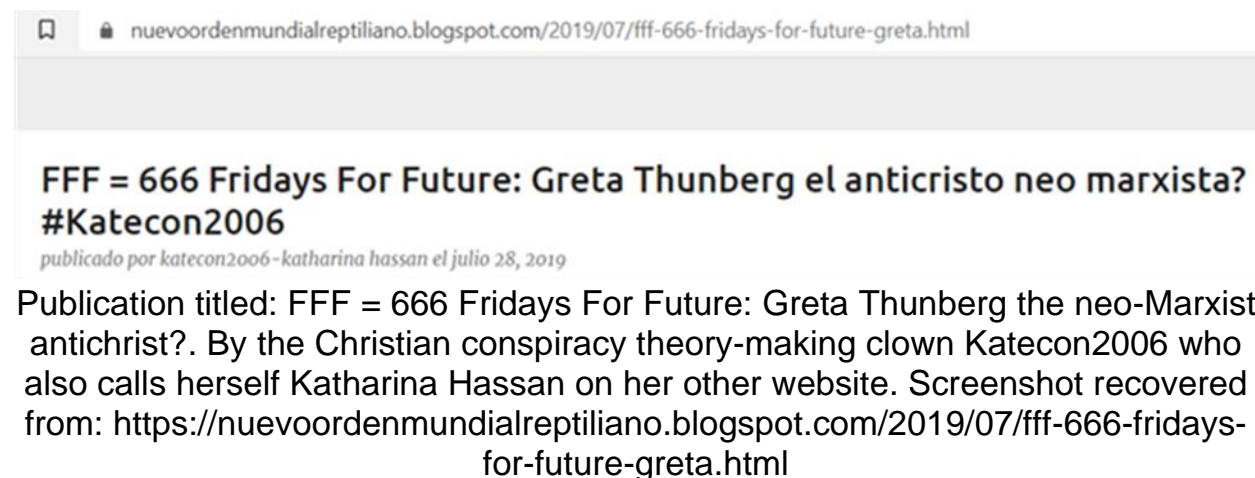 nuevoordenmundialreptiliano.blogspot.com/2019/07/fff-666-fridays-for-future-greta.html
FFF = 666 Fridays For Future: Greta Thunberg el anticristo neo marxista?
#Katecon2006
publicado por katecon2006-katharina hassan el julio 28, 2019
Publication titled: FFF = 666 Fridays For Future: Greta Thunberg the neo-Marxist
antichrist?. By the Christian conspiracy theory-making clown Katecon2006 who
also calls herself Katharina Hassan on her other website. Screenshot recovered
from: https://nuevoordenmundialreptiliano.blogspot.com/2019/07/fff-666-fridays-
for-future-greta.html